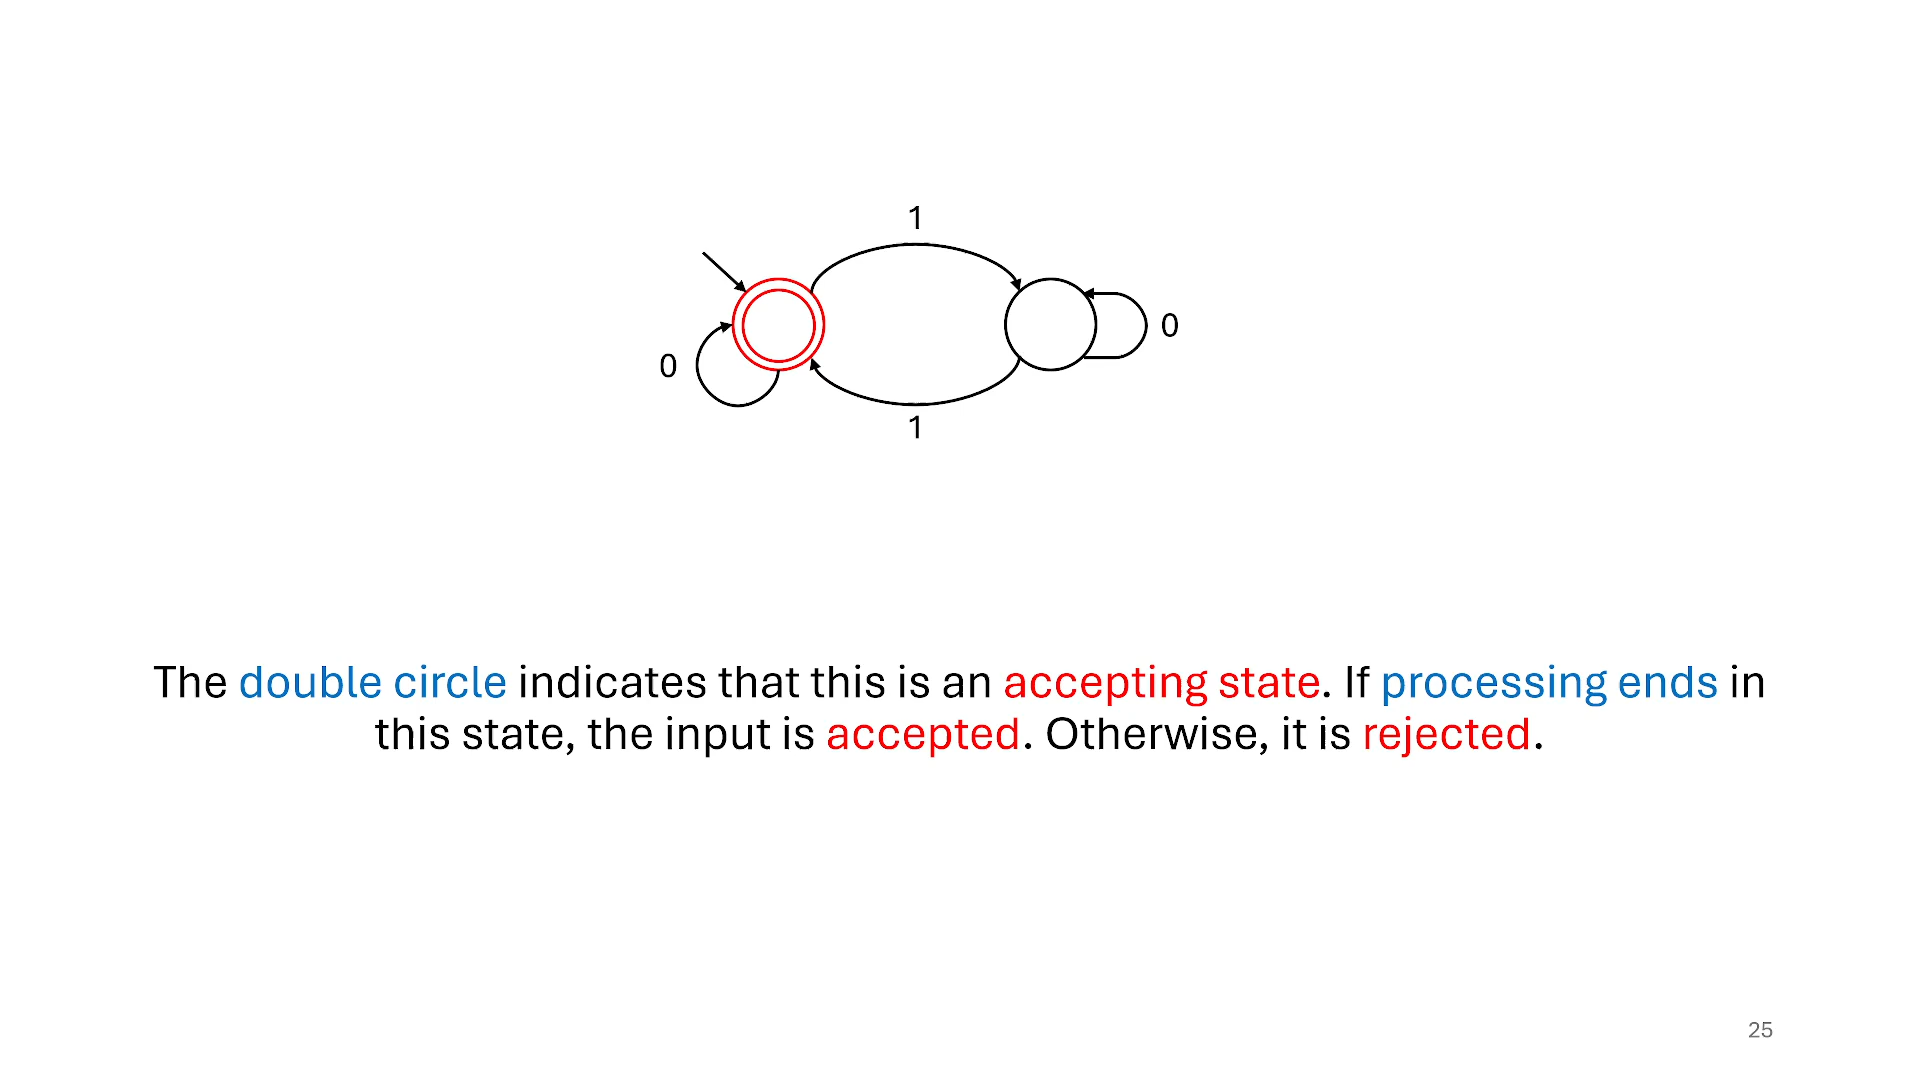 1
0
0
1
The double circle indicates that this is an accepting state. If processing ends in
this state, the input is accepted. Otherwise, it is rejected.
25